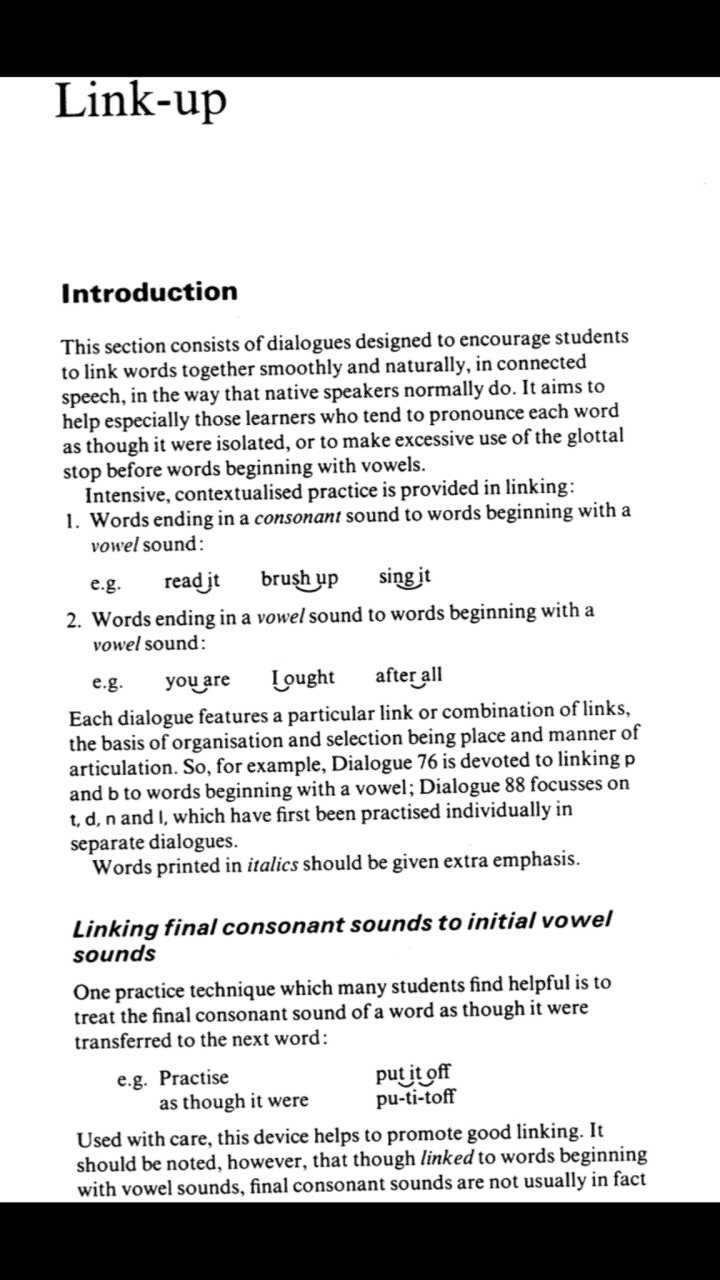 Link-up
Introduction
This section consists of dialogues designed to encourage students
to link words together smoothly and naturally, in connected
speech, in the way that native speakers normally do. It aims to
help especially those learners who tend to pronounce each word
as though it were isolated, or to make excessive use of the glottal
stop before words beginning with vowels.
Intensive, contextualised practice is provided in linking:
1. Words ending in a consonant sound to words beginning with a
vowel sound:
e.g. read it brush up sing it
2. Words ending in a vowel sound to words beginning with a
vowel sound:
e.g. you are I ought after all
Each dialogue features a particular link or combination of links,
the basis of organisation and selection being place and manner of
articulation. So, for example, Dialogue 76 is devoted to linking p
and b to words beginning with a vowel; Dialogue 88 focusses on
t, d, n and l, which have first been practised individually in
separate dialogues.
Words printed in italics should be given extra emphasis.
Linking final consonant sounds to initial vowel
sounds
One practice technique which many students find helpful is to
treat the final consonant sound of a word as though it were
transferred to the next word:
e.g. Practise put it off
as though it were pu-ti-toff
Used with care, this device helps to promote good linking. It
should be noted, however, that though linked to words beginning
with vowel sounds, final consonant sounds are not usually in fact